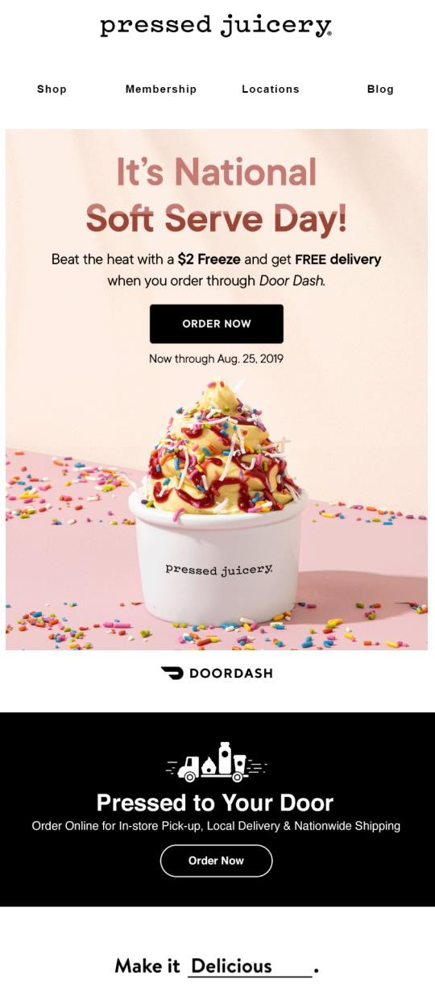 pressed juicery®
Shop Membership Locations Blog
It's National
Soft Serve Day!
Beat the heat with a $2 Freeze and get FREE delivery
when you order through Door Dash.
ORDER NOW
Now through Aug. 25, 2019
pressed juicery
DOORDASH
Pressed to Your Door
Order Online for In-store Pick-up, Local Delivery & Nationwide Shipping
Order Now
Make it Delicious.